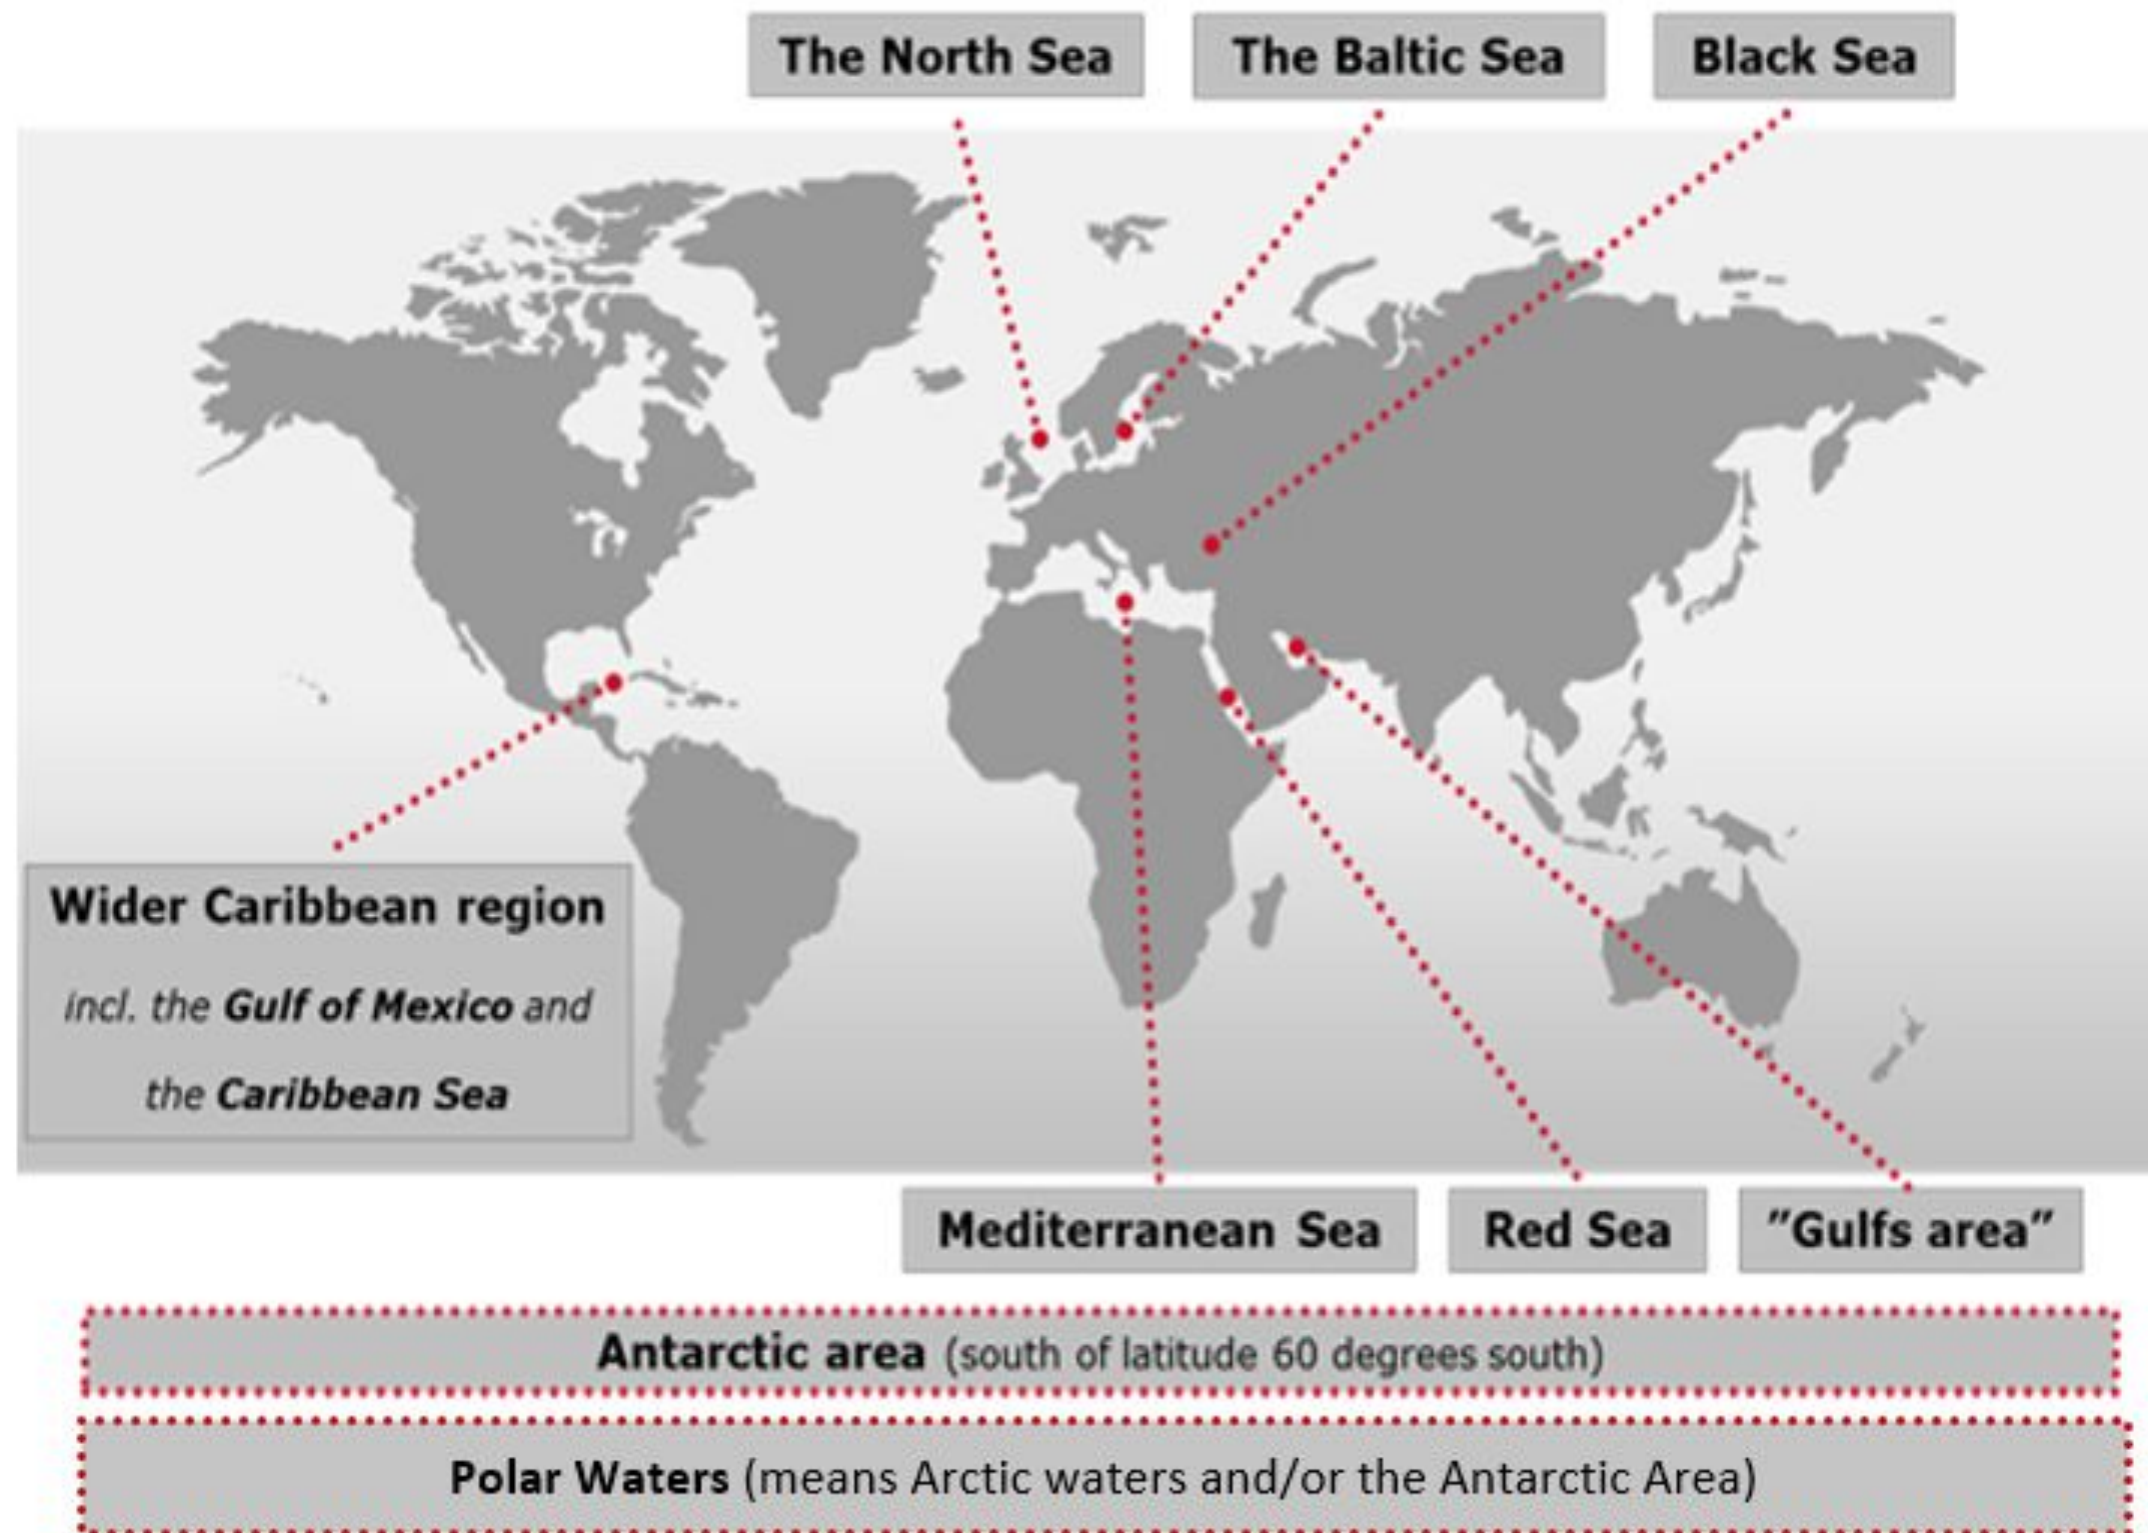 The North Sea
The Baltic Sea
Black Sea
Wider Caribbean region
incl. the Gulf of Mexico and
the Caribbean Sea
Mediterranean Sea
Red Sea
”Gulfs area”
Antarctic area (south of latitude 60 degrees south)
Polar Waters (means Arctic waters and/or the Antarctic Area)